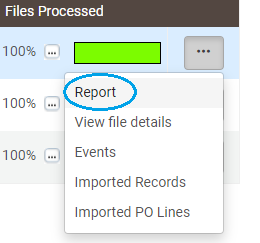 Files Processed
100% ... ...
Report
View file details
100% ...
Events
100% ...
Imported Records
Imported PO Lines